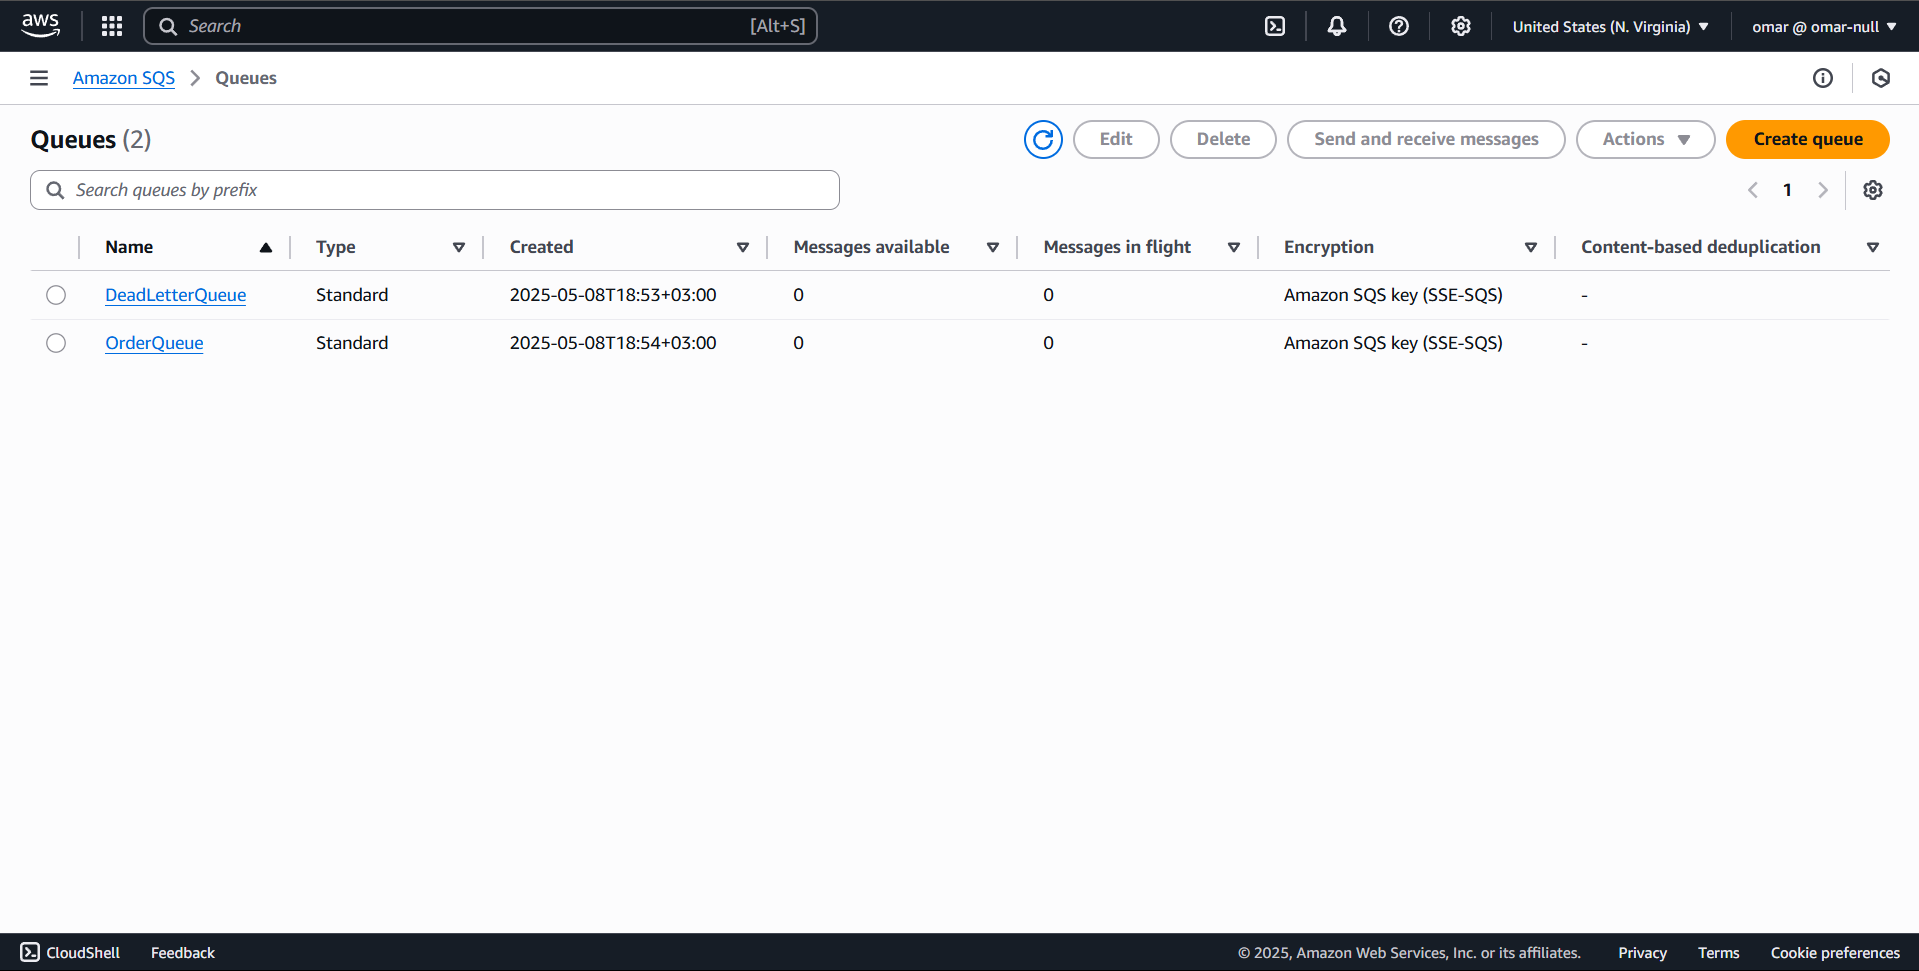 aws Search [Alt+S] United States (N. Virginia) omar @ omar-null
Amazon SQS Queues
Queues (2) Edit Delete Send and receive messages Actions Create queue
Search queues by prefix 1
Name Type Created Messages available Messages in flight Encryption Content-based deduplication
DeadLetterQueue Standard 2025-05-08T18:53+03:00 0 0 Amazon SQS key (SSE-SQS) -
OrderQueue Standard 2025-05-08T18:54+03:00 0 0 Amazon SQS key (SSE-SQS) -
CloudShell Feedback © 2025, Amazon Web Services, Inc. or its affiliates. Privacy Terms Cookie preferences